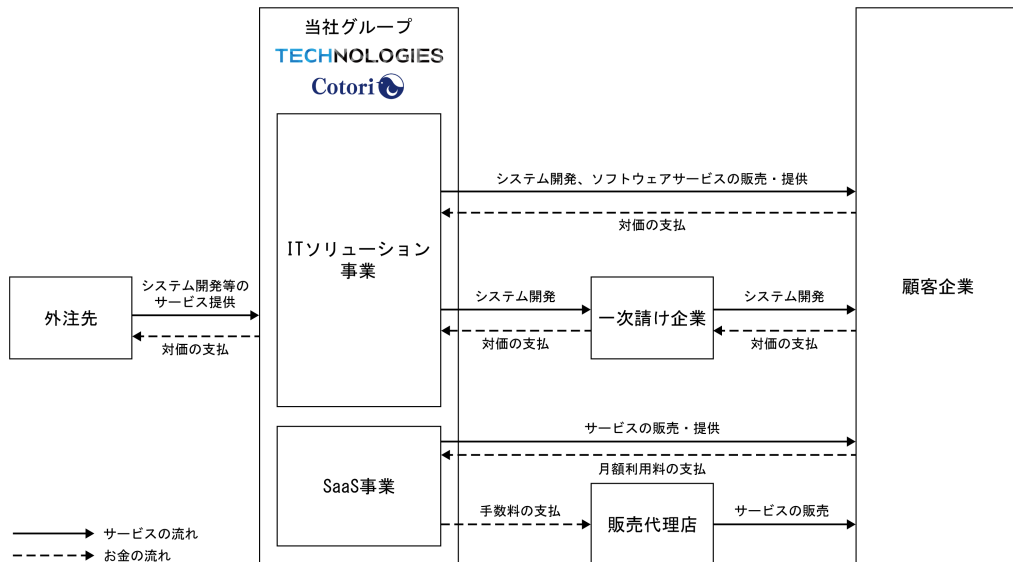 当社グループ
TECHNOLOGIES
Cotori
システム開発、ソフトウェアサービスの販売・提供
対価の支払
ITソリューション
事業
顧客企業
システム開発等の
サービス提供
外注先
対価の支払
システム開発
対価の支払
一次請け企業
システム開発
対価の支払
サービスの販売・提供
月額利用料の支払
SaaS事業
手数料の支払
販売代理店
サービスの販売
サービスの流れ
お金の流れ